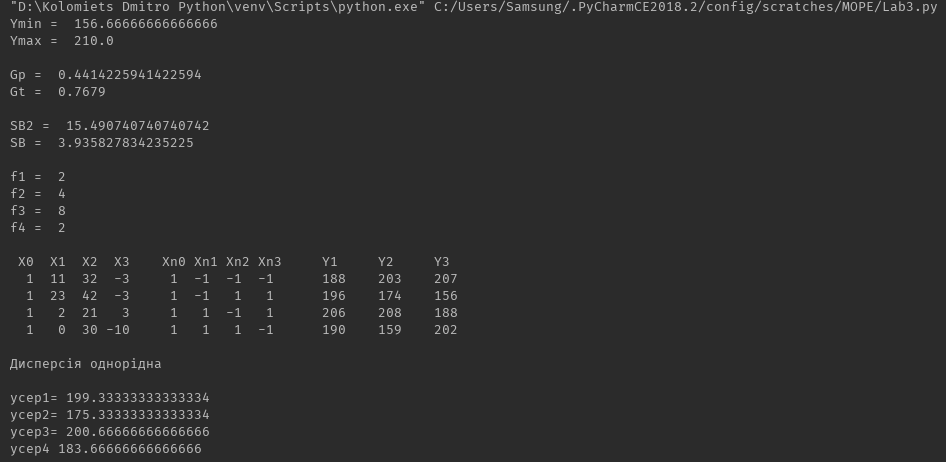 "D:\Kolomiets Dmitro Python\venv\Scripts\python.exe" C:/Users/Samsung/.PyCharmCE2018.2/config/scratches/MOPE/Lab3.py
Ymin =  156.66666666666666
Ymax =  210.0
Gp =  0.4414225941422594
Gt =  0.7679
SB2 =  15.490740740740742
SB =  3.935827834235225
f1 =  2
f2 =  4
f3 =  8
f4 =  2
X0  X1  X2  X3    Xn0 Xn1 Xn2 Xn3     Y1     Y2     Y3
1  11  32  -3     1  -1  -1  -1      188    203    207
1  23  42  -3     1  -1   1   1      196    174    156
1   2  21   3     1   1  -1   1      206    208    188
1   0  30 -10     1   1   1  -1      190    159    202
Дисперсія однорідна
yсер1= 199.33333333333334
yсер2= 175.33333333333334
yсер3= 200.66666666666666
yсер4 183.66666666666666